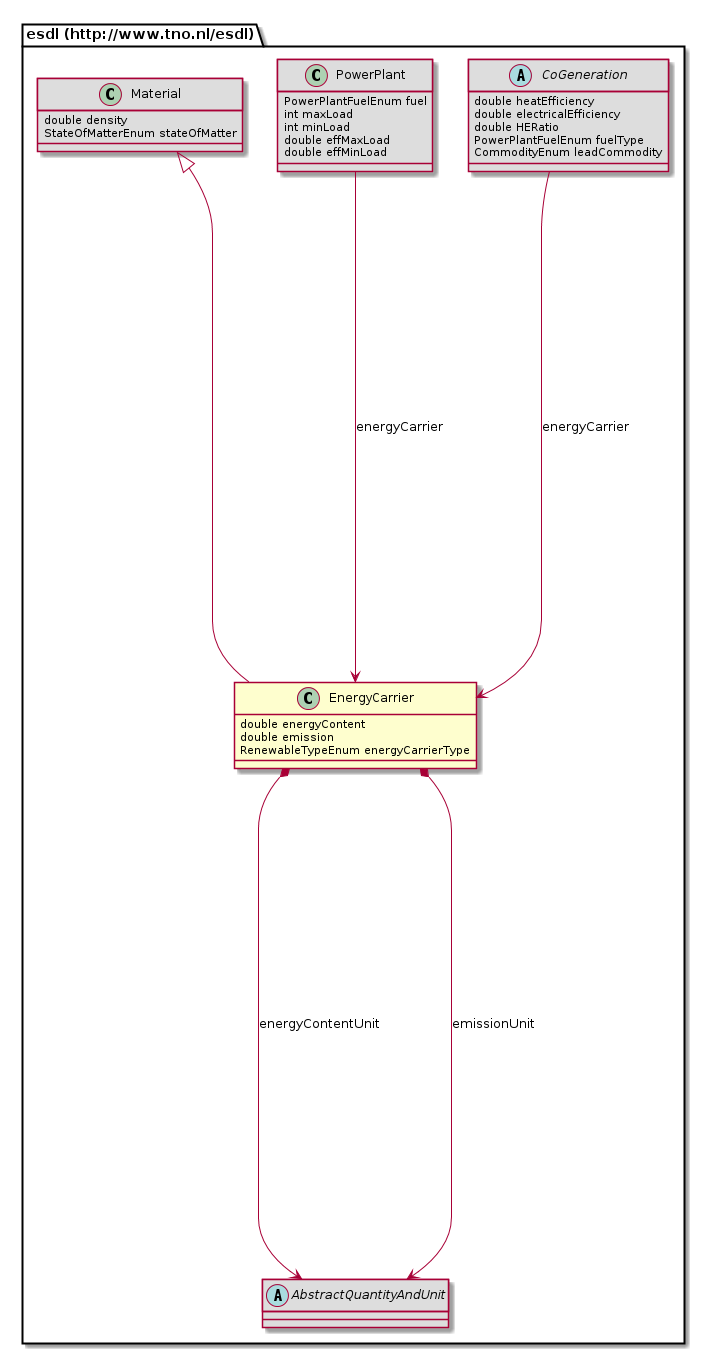 esdl (http://www.tno.nl/esdl)
C Material
double density
StateOfMatterEnum stateOfMatter
C PowerPlant
PowerPlantFuelEnum fuel
int maxLoad
int minLoad
double effMaxLoad
double effMinLoad
A CoGeneration
double heatEfficiency
double electricalEfficiency
double HERatio
PowerPlantFuelEnum fuelType
CommodityEnum leadCommodity
energyCarrier
energyCarrier
C EnergyCarrier
double energyContent
double emission
RenewableTypeEnum energyCarrierType
energyContentUnit
emissionUnit
A AbstractQuantityAndUnit